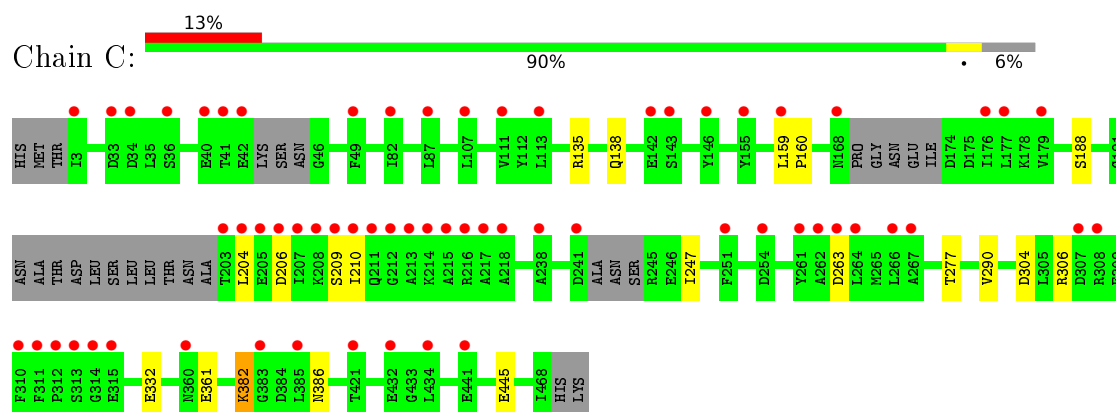 13%
Chain C:
90%
•
6%
HIS MET THR I3 D33 D34 L35 S36 E40 T41 E42 LYS SER ASN G46 F49 I82 L87 L107 V111 Y112 L113 R135 Q138 E142 S143 Y146 Y155 L159 P160 N168 PRO GLY ASN GLU ILE D174 D175 I176 L177 K178 V179 S188
ASN ALA THR ASP LEU SER LEU LEU THR ASN ALA T203 L204 E205 D206 I207 K208 S209 I210 Q211 G212 A213 K214 A215 R216 A217 A218 A238 D241 ALA ASN SER R245 E246 I247 F251 D254 Y261 A262 D263 L264 M265 L266 A267 T277 V290 D304 L305 R306 D307 R308
F310 F311 P312 S313 G314 E315 E332 N360 E361 K382 G383 D384 L385 N386 T421 E432 G433 L434 E441 E445 I468 HIS LYS